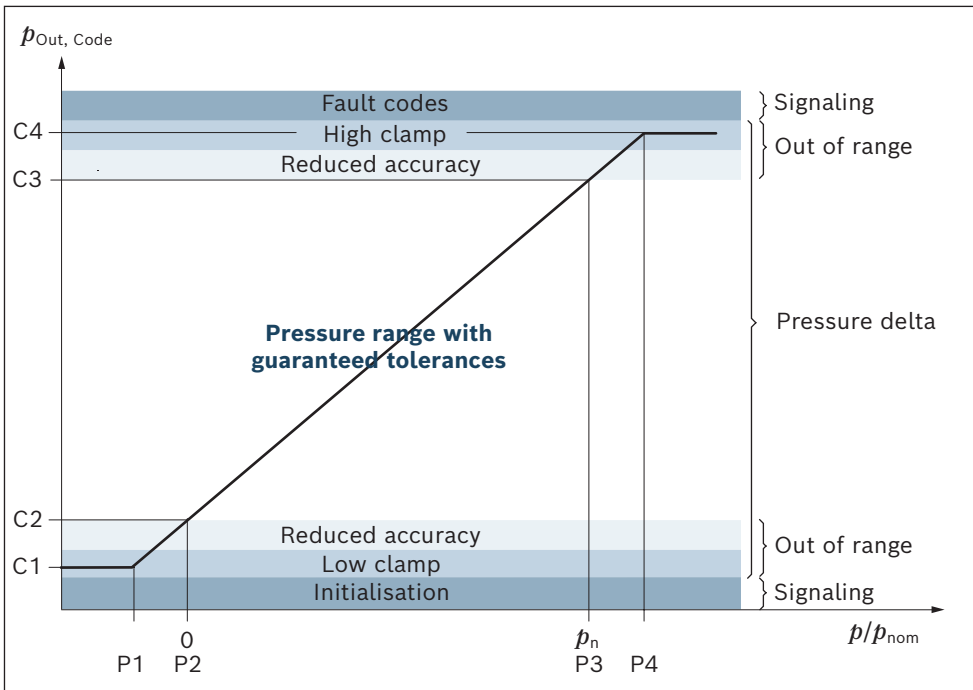 pOut, Code
Fault codes
Signaling
C4
High clamp
Out of range
Reduced accuracy
C3
Pressure range with
guaranteed tolerances
Pressure delta
C2
Reduced accuracy
Out of range
C1
Low clamp
Initialisation
Signaling
0
pn
p/pnom
P1
P2
P3
P4